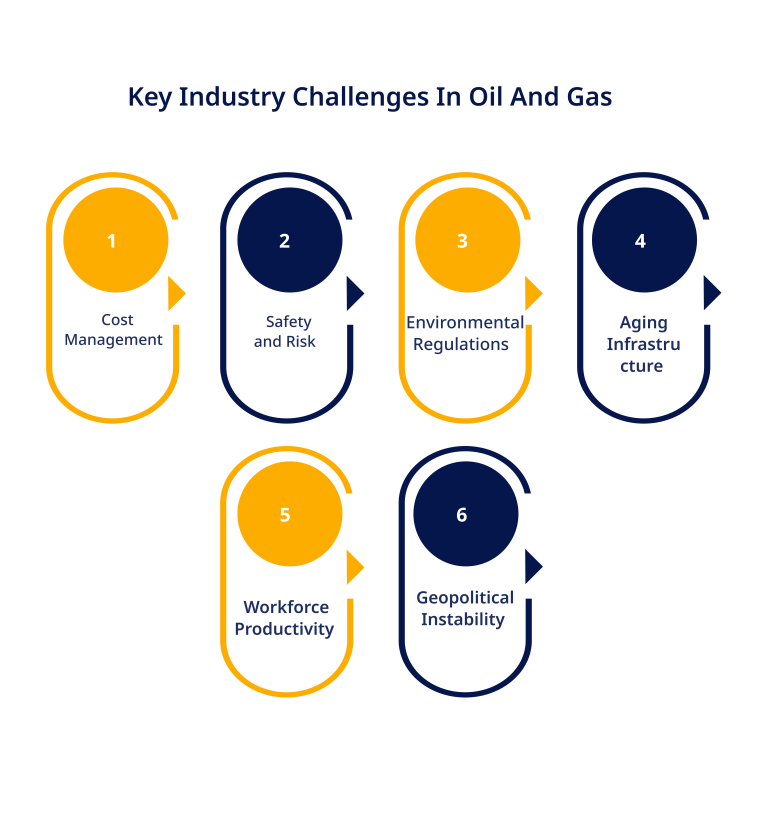 Key Industry Challenges In Oil And Gas
1
Cost
Management
2
Safety
and Risk
3
Environmental
Regulations
4
Aging
Infrastru
cture
5
Workforce
Productivity
6
Geopolitical
Instability